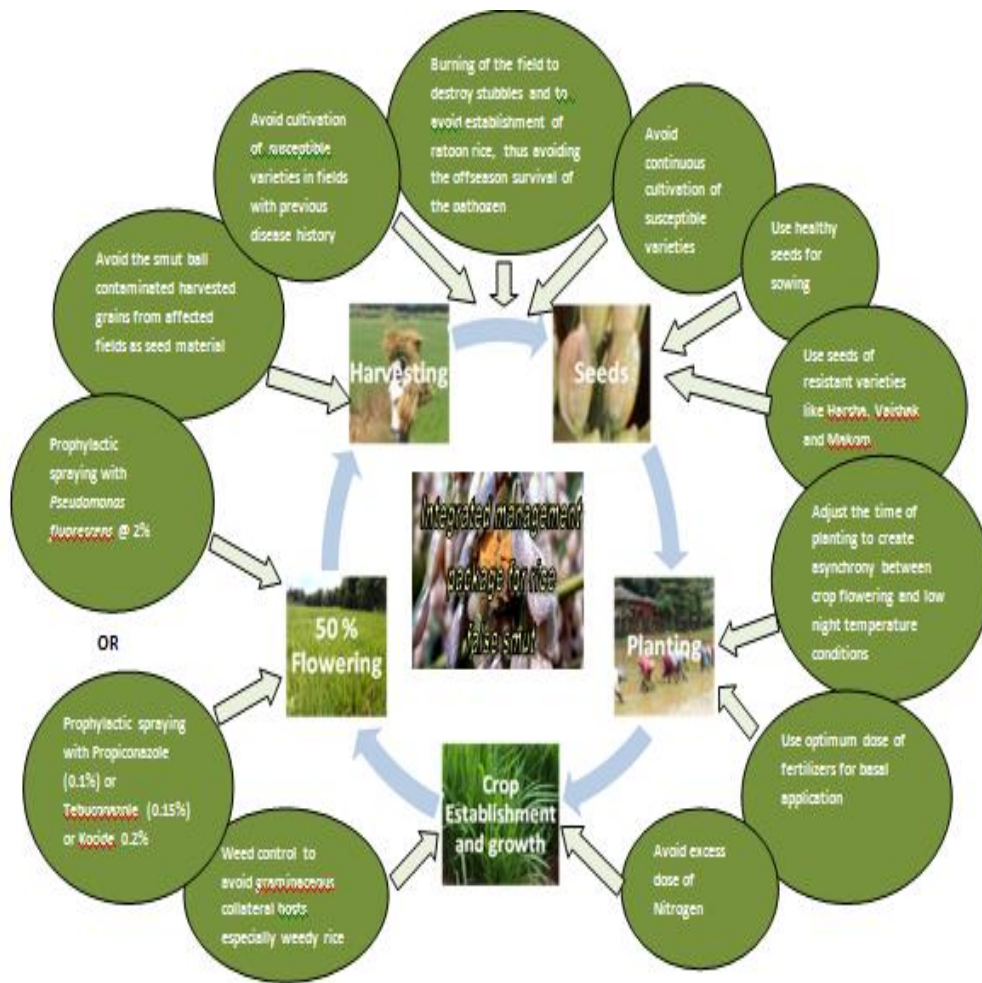 Burning of the field to
destroy stubbles and to
avoid establishment of
ratoon rice, thus avoiding
the offseason survival of
the pathogen
Avoid cultivation
of susceptible
varieties in fields
with previous
disease history
Avoid
continuous
cultivation of
susceptible
varieties
Use healthy
seeds for
sowing
Avoid the smut ball
contaminated harvested
grains from affected
fields as seed material
Harvesting
Seeds
Use seeds of
resistant varieties
like Harsha, Vaishak
and Makom
Prophylactic
spraying with
Pseudomonas
fluorescens @ 2%
Integrated management
package for rice
false smut
Adjust the time of
planting to create
asynchrony between
crop flowering and low
night temperature
conditions
OR
50 %
Flowering
Planting
Prophylactic spraying
with Propiconazole
(0.1%) or
Tebuconazole (0.15%)
or Kocide 0.2%
Use optimum dose of
fertilizers for basal
application
Crop
Establishment
and growth
Weed control to
avoid graminaceous
collateral hosts
especially weedy rice
Avoid excess
dose of
Nitrogen